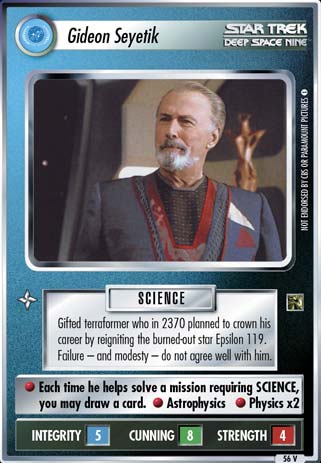 Gideon Seyetik
STAR TREK
DEEP SPACE NINE
NOT ENDORSED BY CBS OR PARAMOUNT PICTURES
SCIENCE
Gifted terraformer who in 2370 planned to crown his
career by reigniting the burned-out star Epsilon 119.
Failure – and modesty – do not agree well with him.
• Each time he helps solve a mission requiring SCIENCE,
you may draw a card. • Astrophysics • Physics x2
INTEGRITY 5 CUNNING 8 STRENGTH 4
56 V